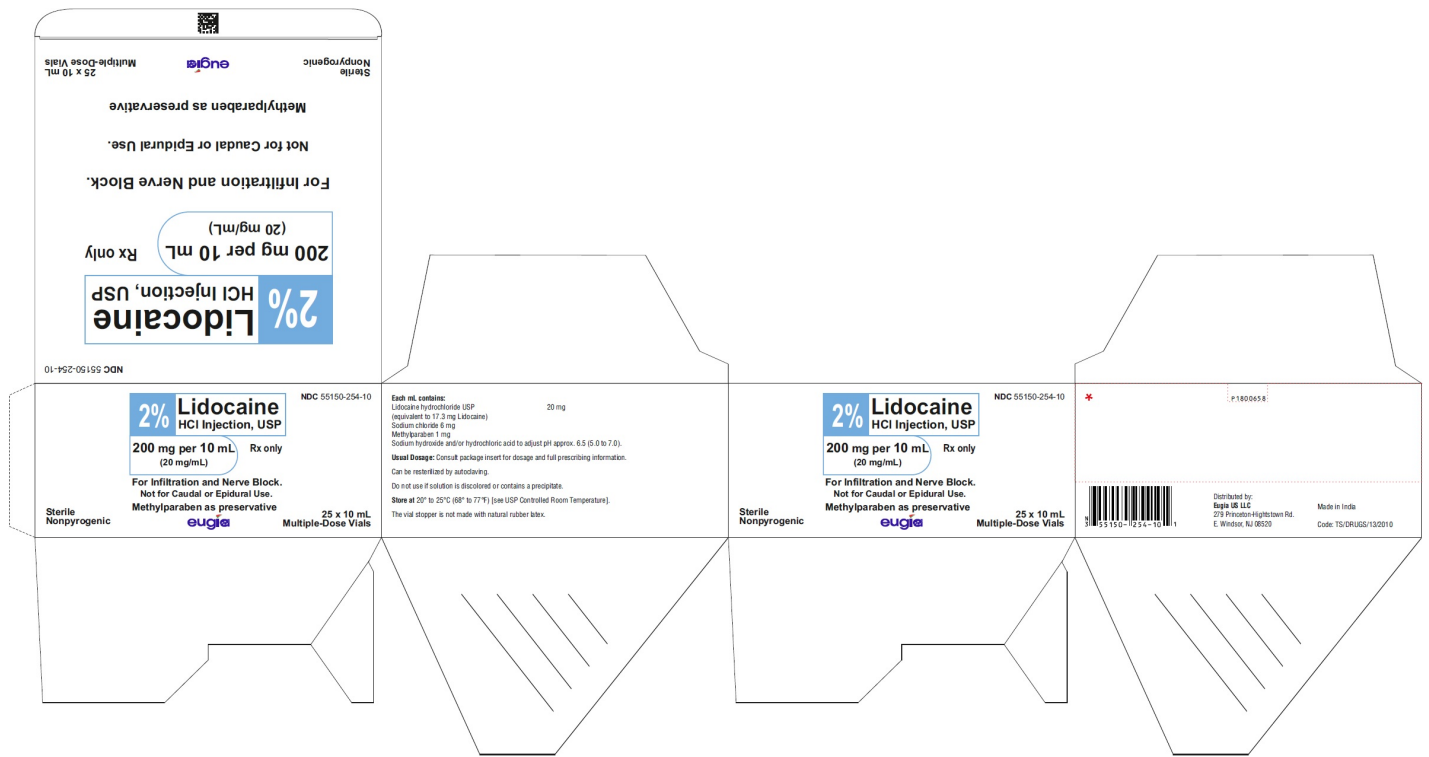 Sterile
Nonpyrogenic
eugia
25 x 10 mL
Multiple-Dose Vials
Methylparaben as preservative
Not for Caudal or Epidural Use.
For Infiltration and Nerve Block.
200 mg per 10 mL
(20 mg/mL)
Rx only
2%
Lidocaine
HCl Injection, USP
NDC 55150-254-10
NDC 55150-254-10
2%
Lidocaine
HCl Injection, USP
200 mg per 10 mL
Rx only
(20 mg/mL)
For Infiltration and Nerve Block.
Not for Caudal or Epidural Use.
Methylparaben as preservative
Sterile
Nonpyrogenic
eugia
25 x 10 mL
Multiple-Dose Vials
Each mL contains:
Lidocaine hydrochloride USP 20 mg
(equivalent to 17.3 mg Lidocaine)
Sodium chloride 6 mg
Methylparaben 1 mg
Sodium hydroxide and/or hydrochloric acid to adjust pH approx. 6.5 (5.0 to 7.0).
Usual Dosage: Consult package insert for dosage and full prescribing information.
Can be resterilized by autoclaving.
Do not use if solution is discolored or contains a precipitate.
Store at 20° to 25°C (68° to 77°F) [see USP Controlled Room Temperature].
The vial stopper is not made with natural rubber latex.
NDC 55150-254-10
2%
Lidocaine
HCl Injection, USP
200 mg per 10 mL
Rx only
(20 mg/mL)
For Infiltration and Nerve Block.
Not for Caudal or Epidural Use.
Methylparaben as preservative
Sterile
Nonpyrogenic
eugia
25 x 10 mL
Multiple-Dose Vials
*
P1800658
N
3 55150-254-10 1
Distributed by:
Eugia US LLC
279 Princeton-Hightstown Rd.
E. Windsor, NJ 08520
Made in India
Code: TS/DRUGS/13/2010